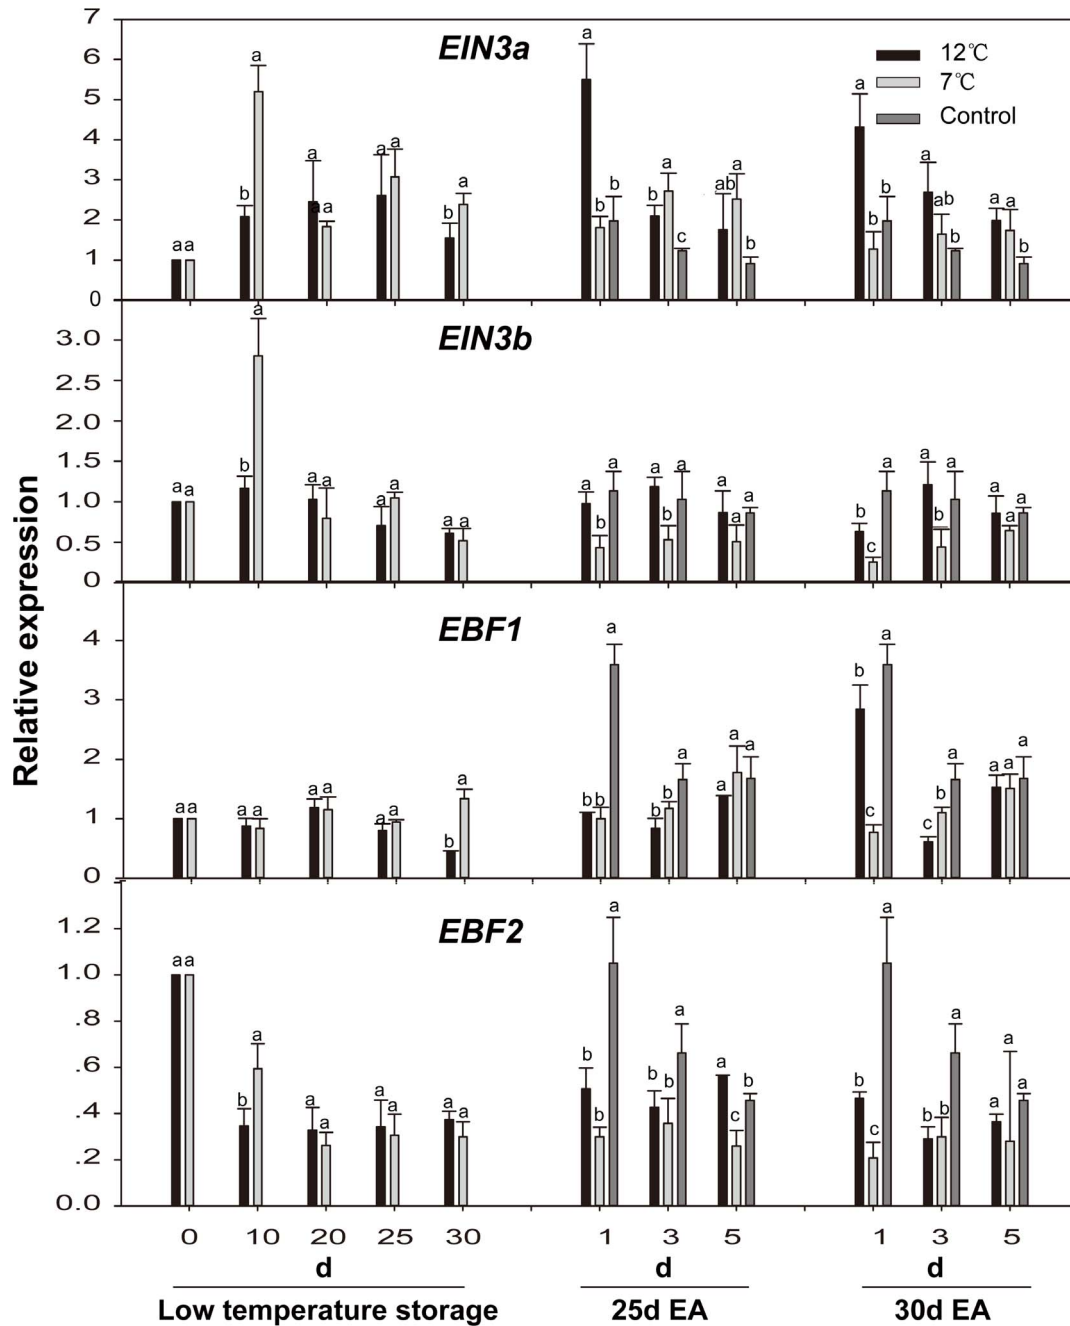 7
6
5
4
3
2
1
0
EIN3a
12℃
7℃
Control
a a
b a
a a
a a
b a
a b b
b a c
ab a b
a b b
a ab b
a a b
3.0
2.5
2.0
1.5
1.0
0.5
0
EIN3b
a a
b a
a a
a a
a a
a b a
a b a
a a a
b c a
a b a
a a a
4
3
2
1
0
EBF1
a a
a a
a a
a a
b a
b b a
b b a
a a a
b c a
c b a
a a a
1.2
1.0
.8
.6
.4
.2
0.0
EBF2
a a
b a
a a
a a
a a
b b a
b b a
a c b
b c a
b b a
a a a
Relative expression
0 10 20 25 30 1 3 5 1 3 5
d d d
Low temperature storage 25d EA 30d EA